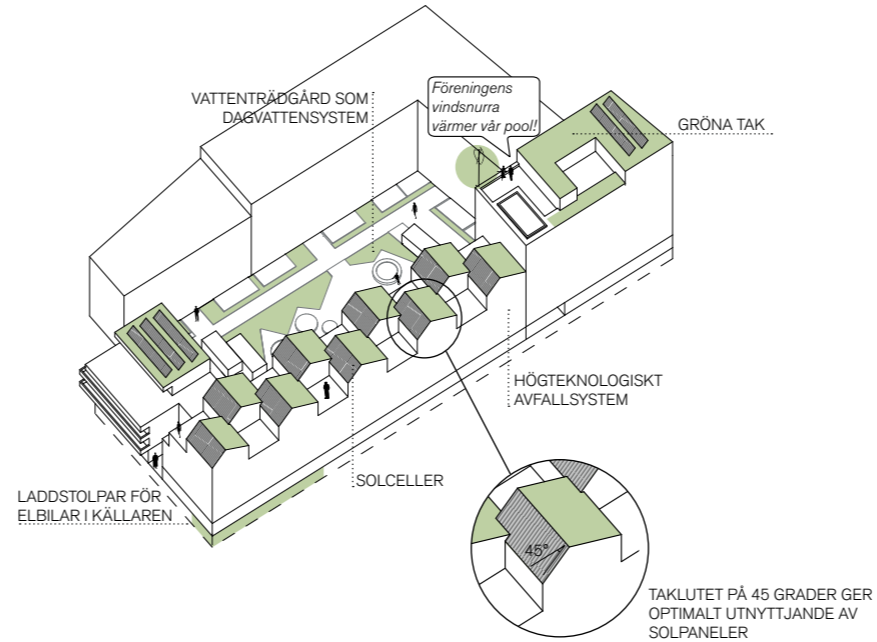 VATTENTRÄDGÅRD SOM
DAGVATTENSYSTEM
Föreningens
vindsnurra
värmer vår pool!
GRÖNA TAK
HÖGTEKNOLOGISKT
AVFALLSYSTEM
SOLCELLER
LADDSTOLPAR FÖR
ELBILAR I KÄLLAREN
45°
TAKLUTET PÅ 45 GRADER GER
OPTIMALT UTNYTTJANDE AV
SOLPANELER